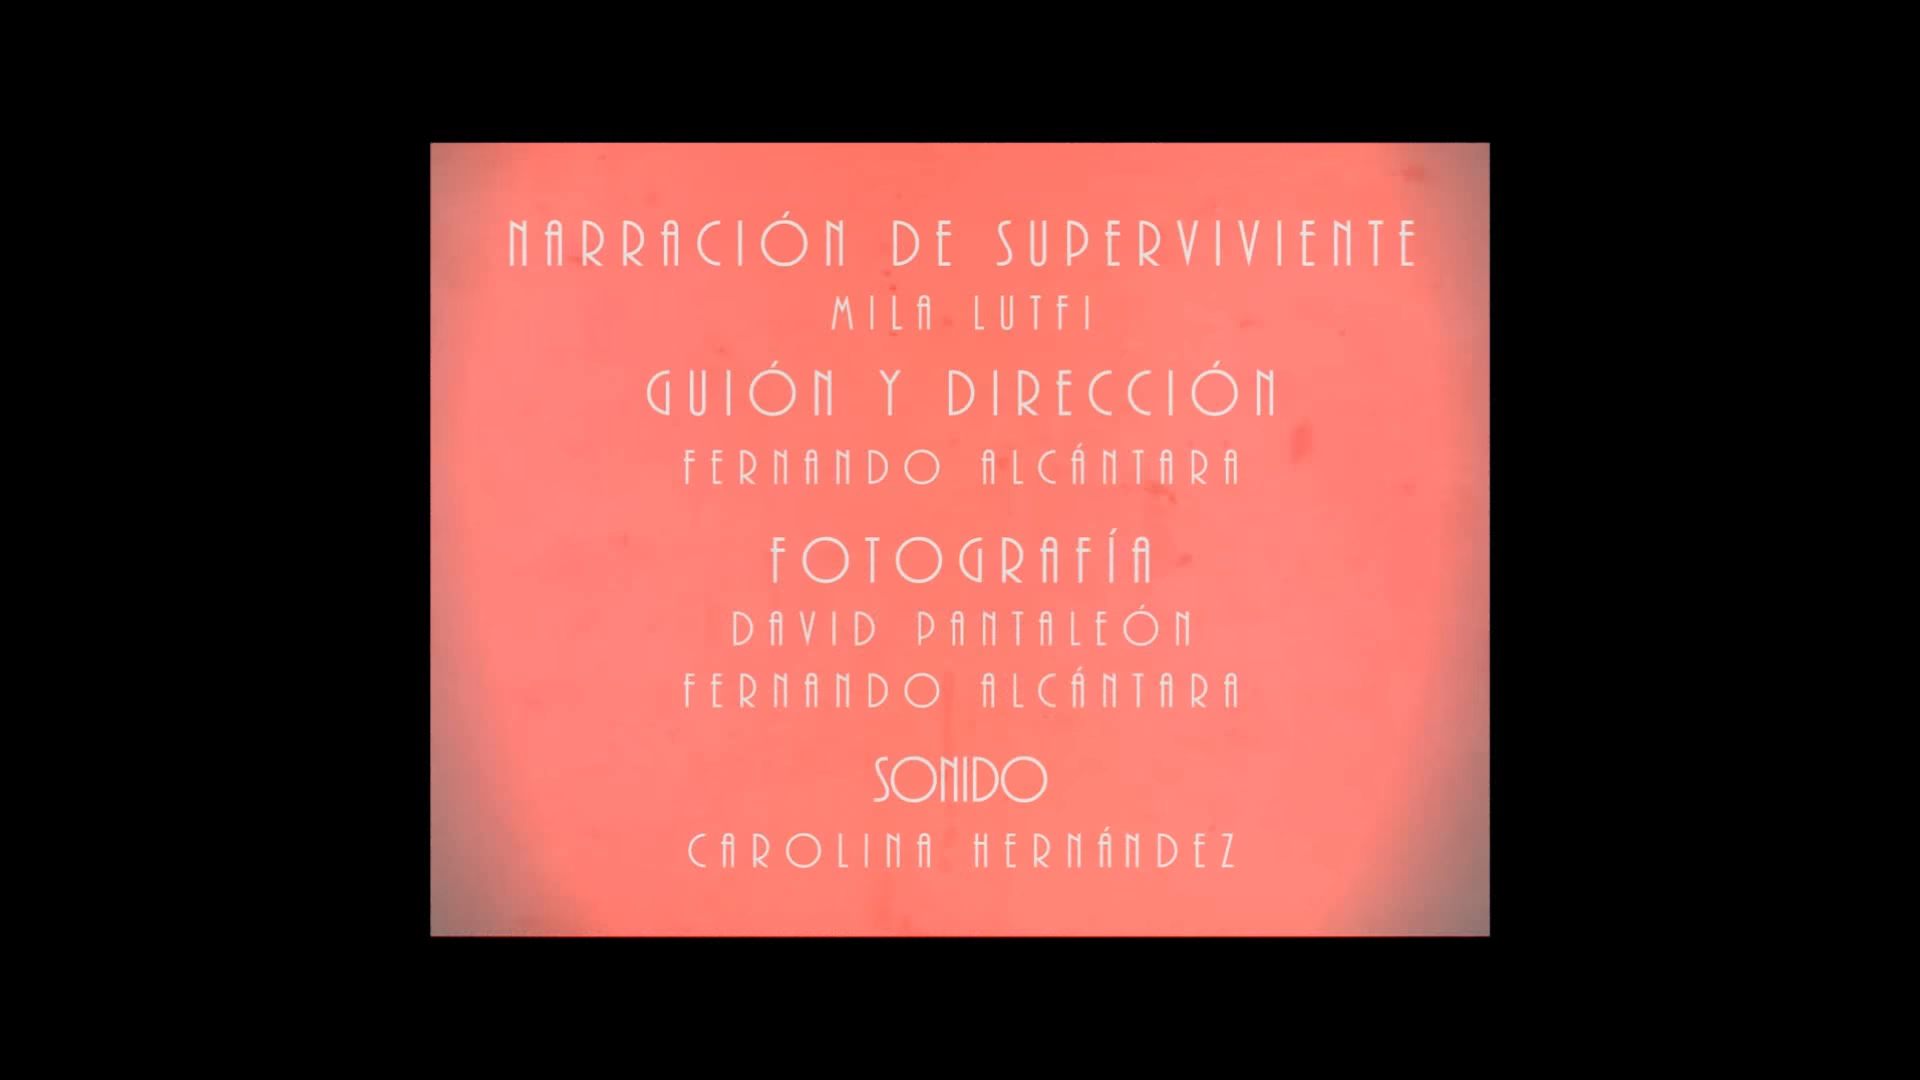 NARRACIÓN DE SUPERVIVIENTE
MILA LUTFI
GUIÓN Y DIRECCIÓN
FERNANDO ALCÁNTARA
FOTOGRAFÍA
DAVID PANTALEÓN
FERNANDO ALCÁNTARA
SONIDO
CAROLINA HERNÁNDEZ